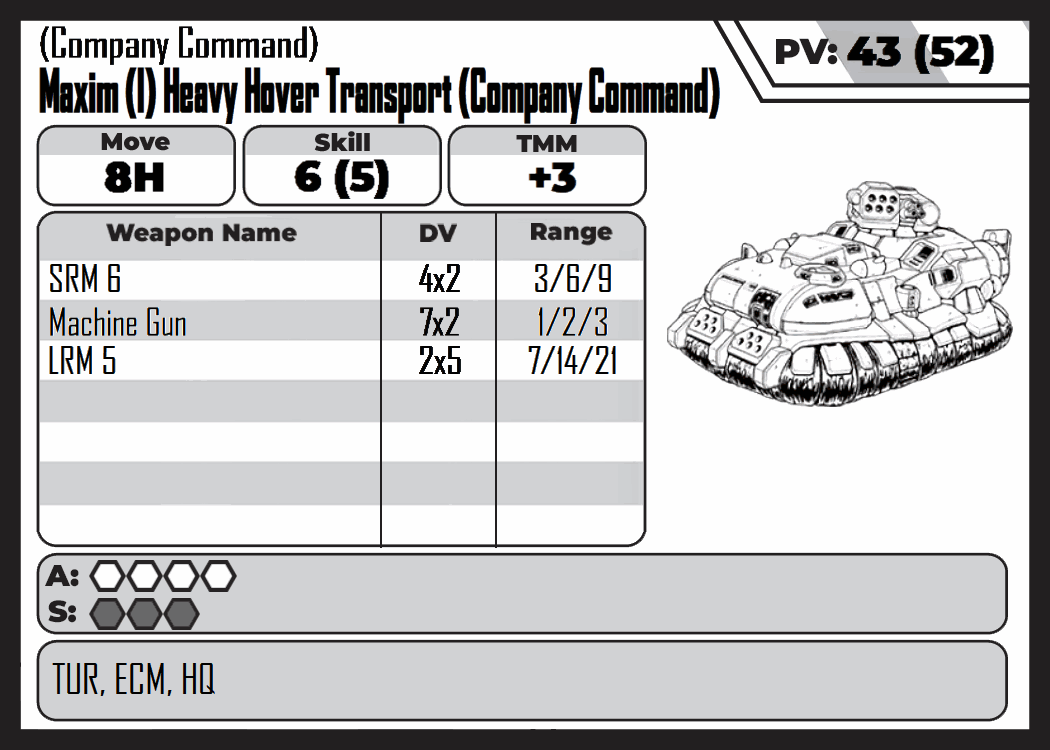 (Company Command)
PV: 43 (52)
Maxim (I) Heavy Hover Transport (Company Command)
Move Skill TMM
8H 6 (5) +3
Weapon Name DV Range
SRM 6 4x2 3/6/9
Machine Gun 7x2 1/2/3
LRM 5 2x5 7/14/21
A:
S:
TUR, ECM, HQ